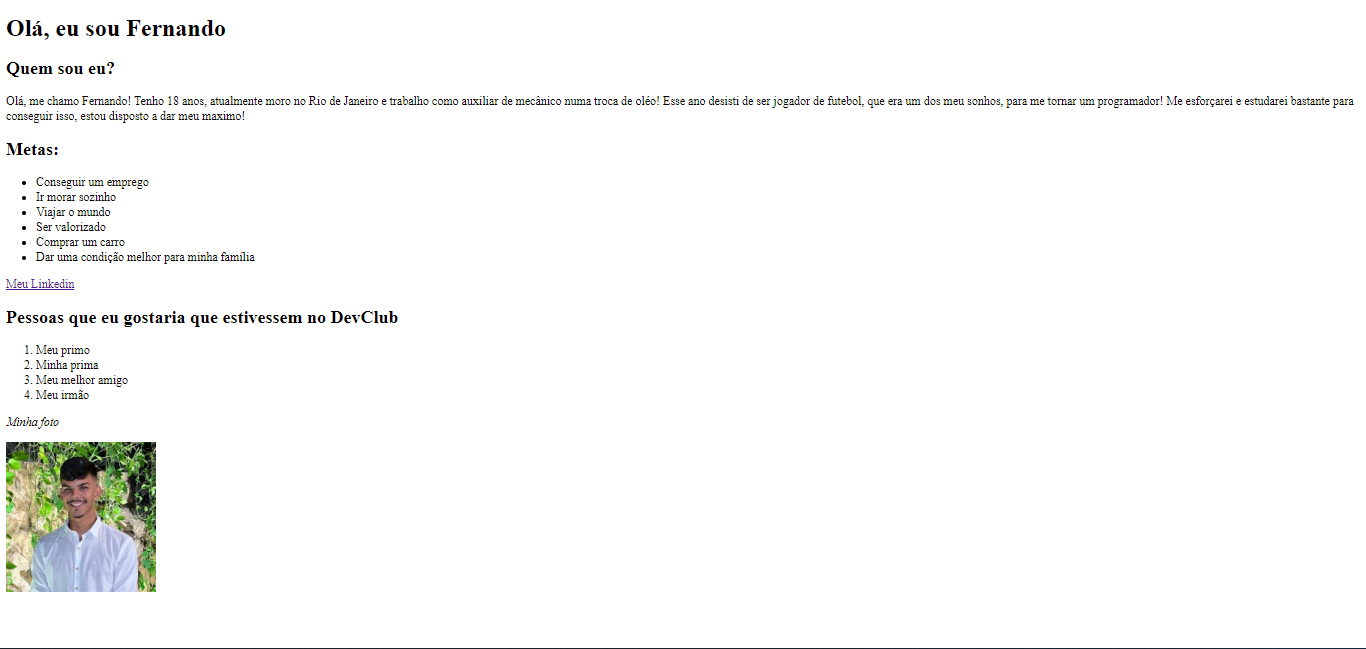 Olá, eu sou Fernando
Quem sou eu?
Olá, me chamo Fernando! Tenho 18 anos, atualmente moro no Rio de Janeiro e trabalho como auxiliar de mecânico numa troca de oléo! Esse ano desisti de ser jogador de futebol, que era um dos meu sonhos, para me tornar um programador! Me esforçarei e estudarei bastante para
conseguir isso, estou disposto a dar meu maximo!
Metas:
• Conseguir um emprego
• Ir morar sozinho
• Viajar o mundo
• Ser valorizado
• Comprar um carro
• Dar uma condição melhor para minha família
Meu Linkedin
Pessoas que eu gostaria que estivessem no DevClub
1. Meu primo
2. Minha prima
3. Meu melhor amigo
4. Meu irmão
Minha foto